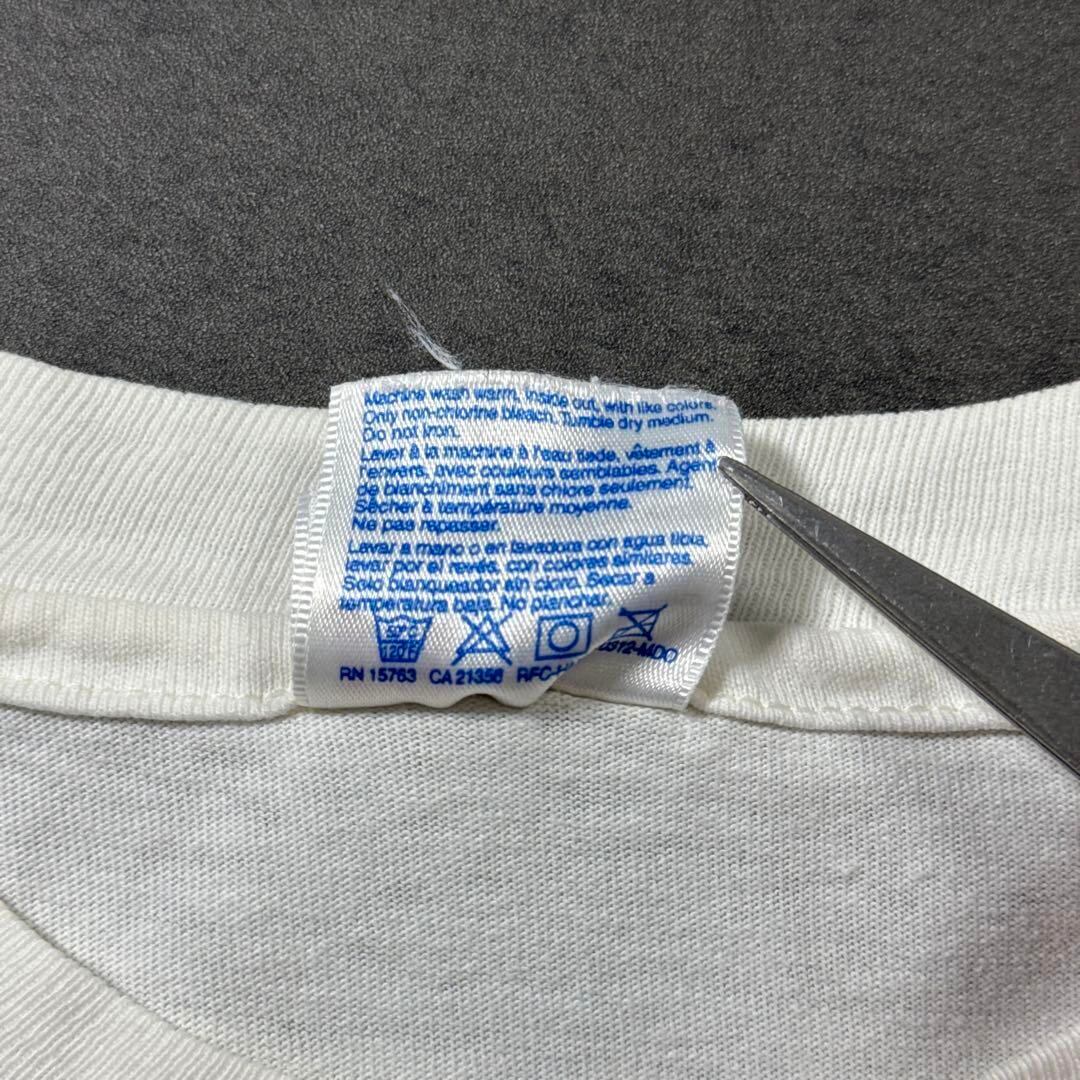 Machine wash warm, inside out, with like colors.
Only non-chlorine bleach. Tumble dry medium.
Do not iron.
Laver à la machine à l'eau tiède, vêtement à
l'envers, avec couleurs semblables. Agent
de blanchiment sans chlore seulement.
Sécher à température moyenne.
Ne pas repasser.
Lavar a mano o en lavadora con agua tibia,
lavar por el revés, con colores similares.
Solo blanqueador sin cloro. Secar a
temperatura baja. No planchar.
120°F
RN 15763 CA 21356 RFC-H